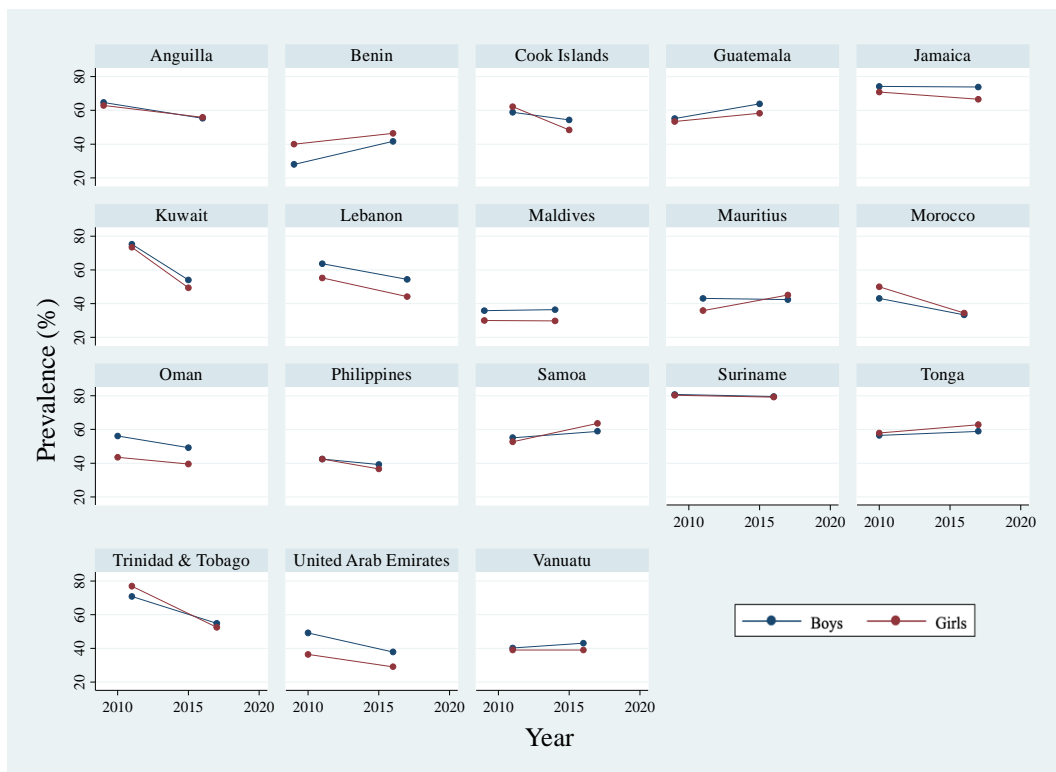 Anguilla Benin Cook Islands Guatemala Jamaica
80
60
40
20
Kuwait Lebanon Maldives Mauritius Morocco
80
60
40
20
Prevalence (%)
Oman Philippines Samoa Suriname Tonga
80
60
40
20
2010 2015 2020 2010 2015 2020
Trinidad & Tobago United Arab Emirates Vanuatu
80
60
40
20
Boys Girls
2010 2015 2020 2010 2015 2020 2010 2015 2020
Year